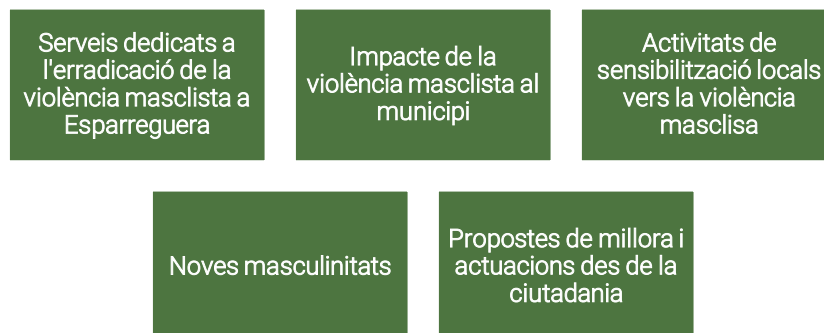 Serveis dedicats a
l'erradicació de la
violència masclista a
Esparreguera
Impacte de la
violència masclista al
municipi
Activitats de
sensibilització locals
vers la violència
masclisa
Noves masculinitats
Propostes de millora i
actuacions des de la
ciutadania